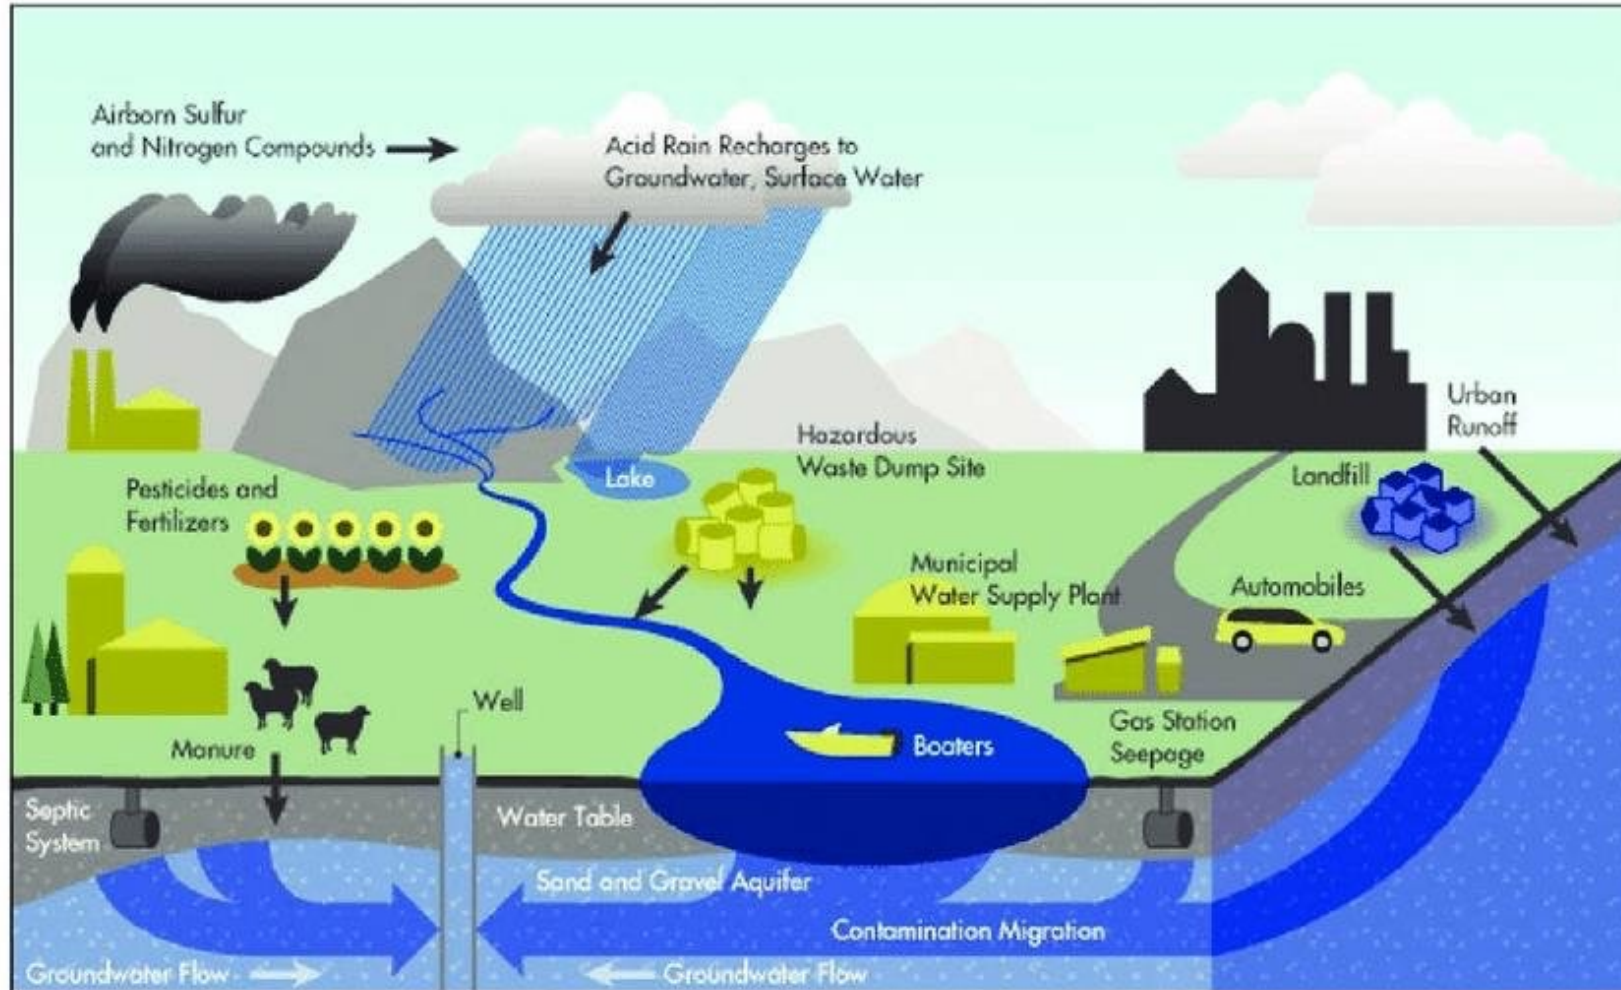 Airborn Sulfur
and Nitrogen Compounds
Acid Rain Recharges to
Groundwater, Surface Water
Urban
Runoff
Hazardous
Waste Dump Site
Landfill
Lake
Pesticides and
Fertilizers
Municipal
Water Supply Plant
Automobiles
Well
Manure
Boaters
Gas Station
Seepage
Septic
System
Water Table
Sand and Gravel Aquifer
Contamination Migration
Groundwater Flow
Groundwater Flow